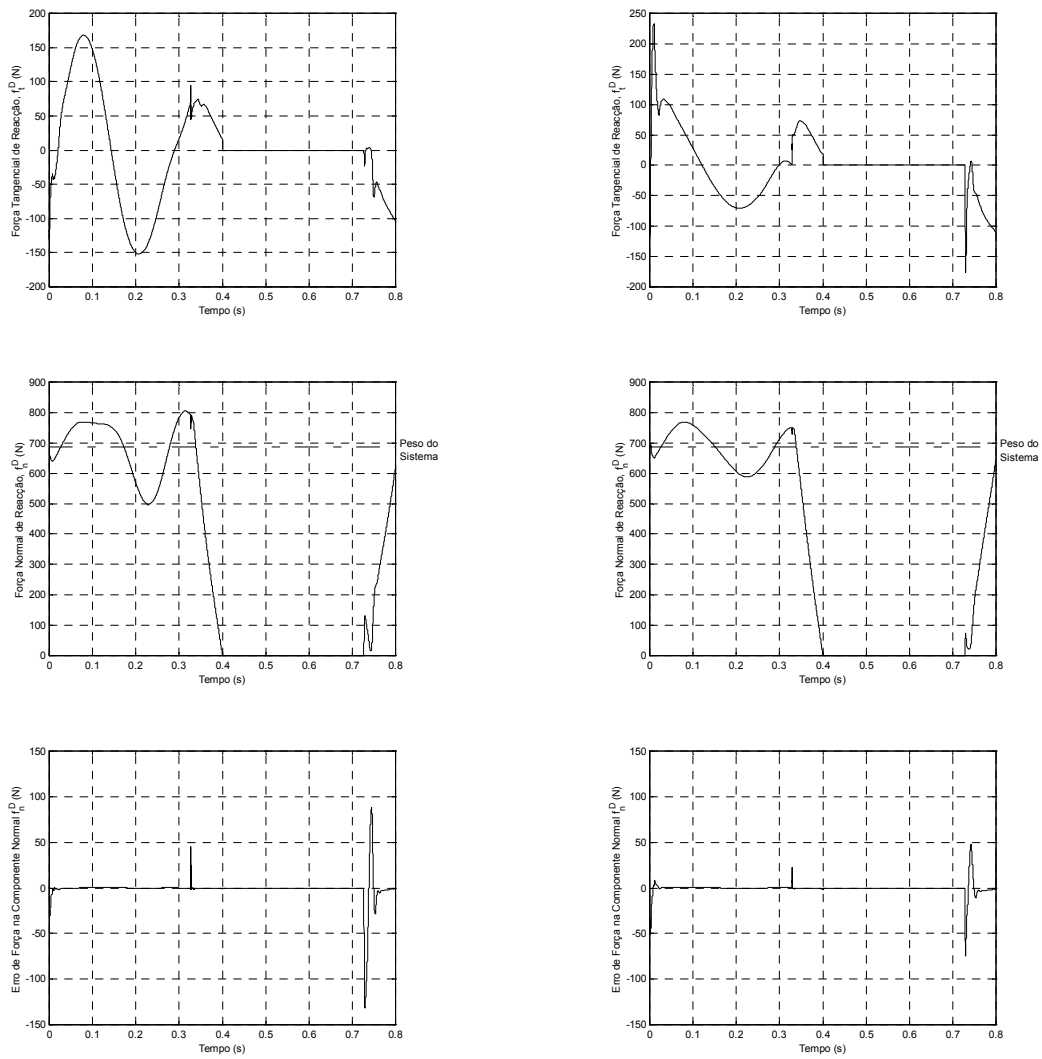 200
150
100
50
0
-50
-100
-150
-200
0 0.1 0.2 0.3 0.4 0.5 0.6 0.7 0.8
Tempo (s)
Força Tangencial de Reacção, f_t^D (N)
250
200
150
100
50
0
-50
-100
-150
-200
0 0.1 0.2 0.3 0.4 0.5 0.6 0.7 0.8
Tempo (s)
Força Tangencial de Reacção, f_t^D (N)
900
800
700
600
500
400
300
200
100
0
0 0.1 0.2 0.3 0.4 0.5 0.6 0.7 0.8
Tempo (s)
Força Normal de Reacção, f_n^D (N)
Peso do
Sistema
900
800
700
600
500
400
300
200
100
0
0 0.1 0.2 0.3 0.4 0.5 0.6 0.7 0.8
Tempo (s)
Força Normal de Reacção, f_n^D (N)
Peso do
Sistema
150
100
50
0
-50
-100
-150
0 0.1 0.2 0.3 0.4 0.5 0.6 0.7 0.8
Tempo (s)
Erro de Força na Componente Normal f_n^D (N)
150
100
50
0
-50
-100
-150
0 0.1 0.2 0.3 0.4 0.5 0.6 0.7 0.8
Tempo (s)
Erro de Força na Componente Normal f_n^D (N)